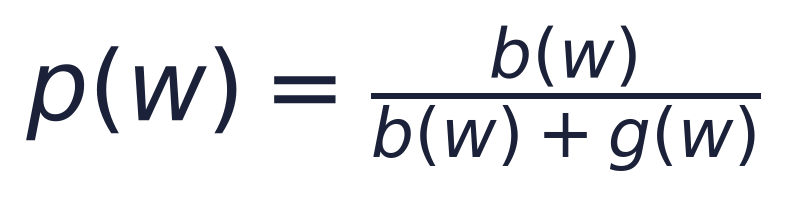 p(w) = b(w) / (b(w) + g(w))